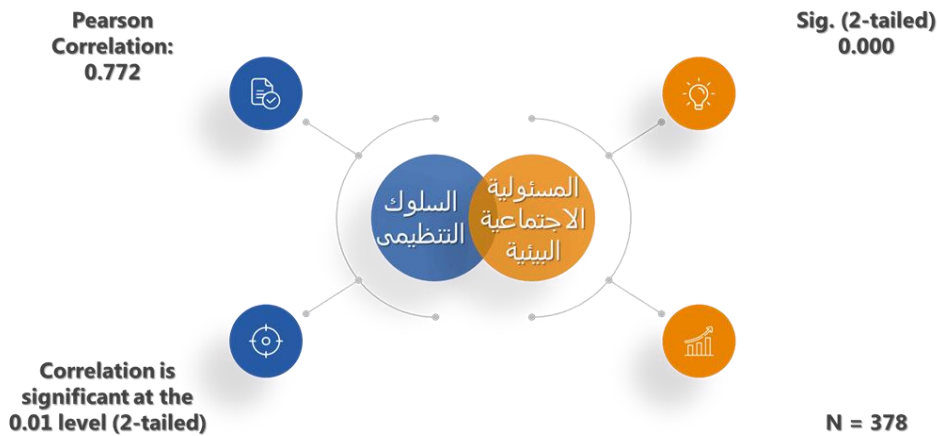 Pearson
Correlation:
0.772
Sig. (2-tailed)
0.000
السلوك
التنظيمى
المسئولية
الاجتماعية
البيئية
Correlation is
significant at the
0.01 level (2-tailed)
N = 378